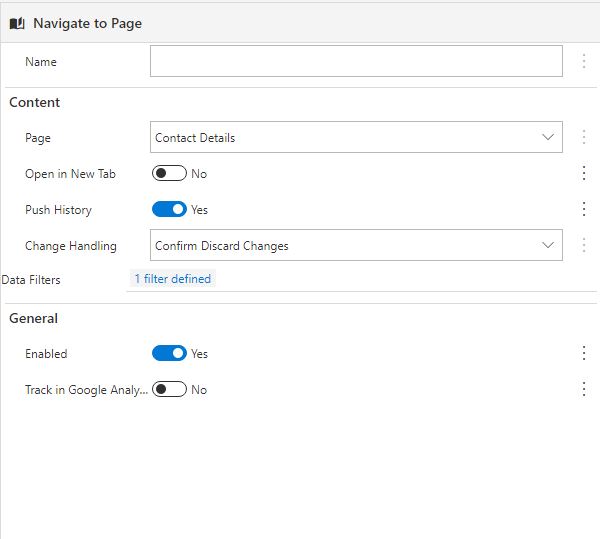 Navigate to Page
Name
Content
Page Contact Details
Open in New Tab No
Push History Yes
Change Handling Confirm Discard Changes
Data Filters 1 filter defined
General
Enabled Yes
Track in Google Analy... No